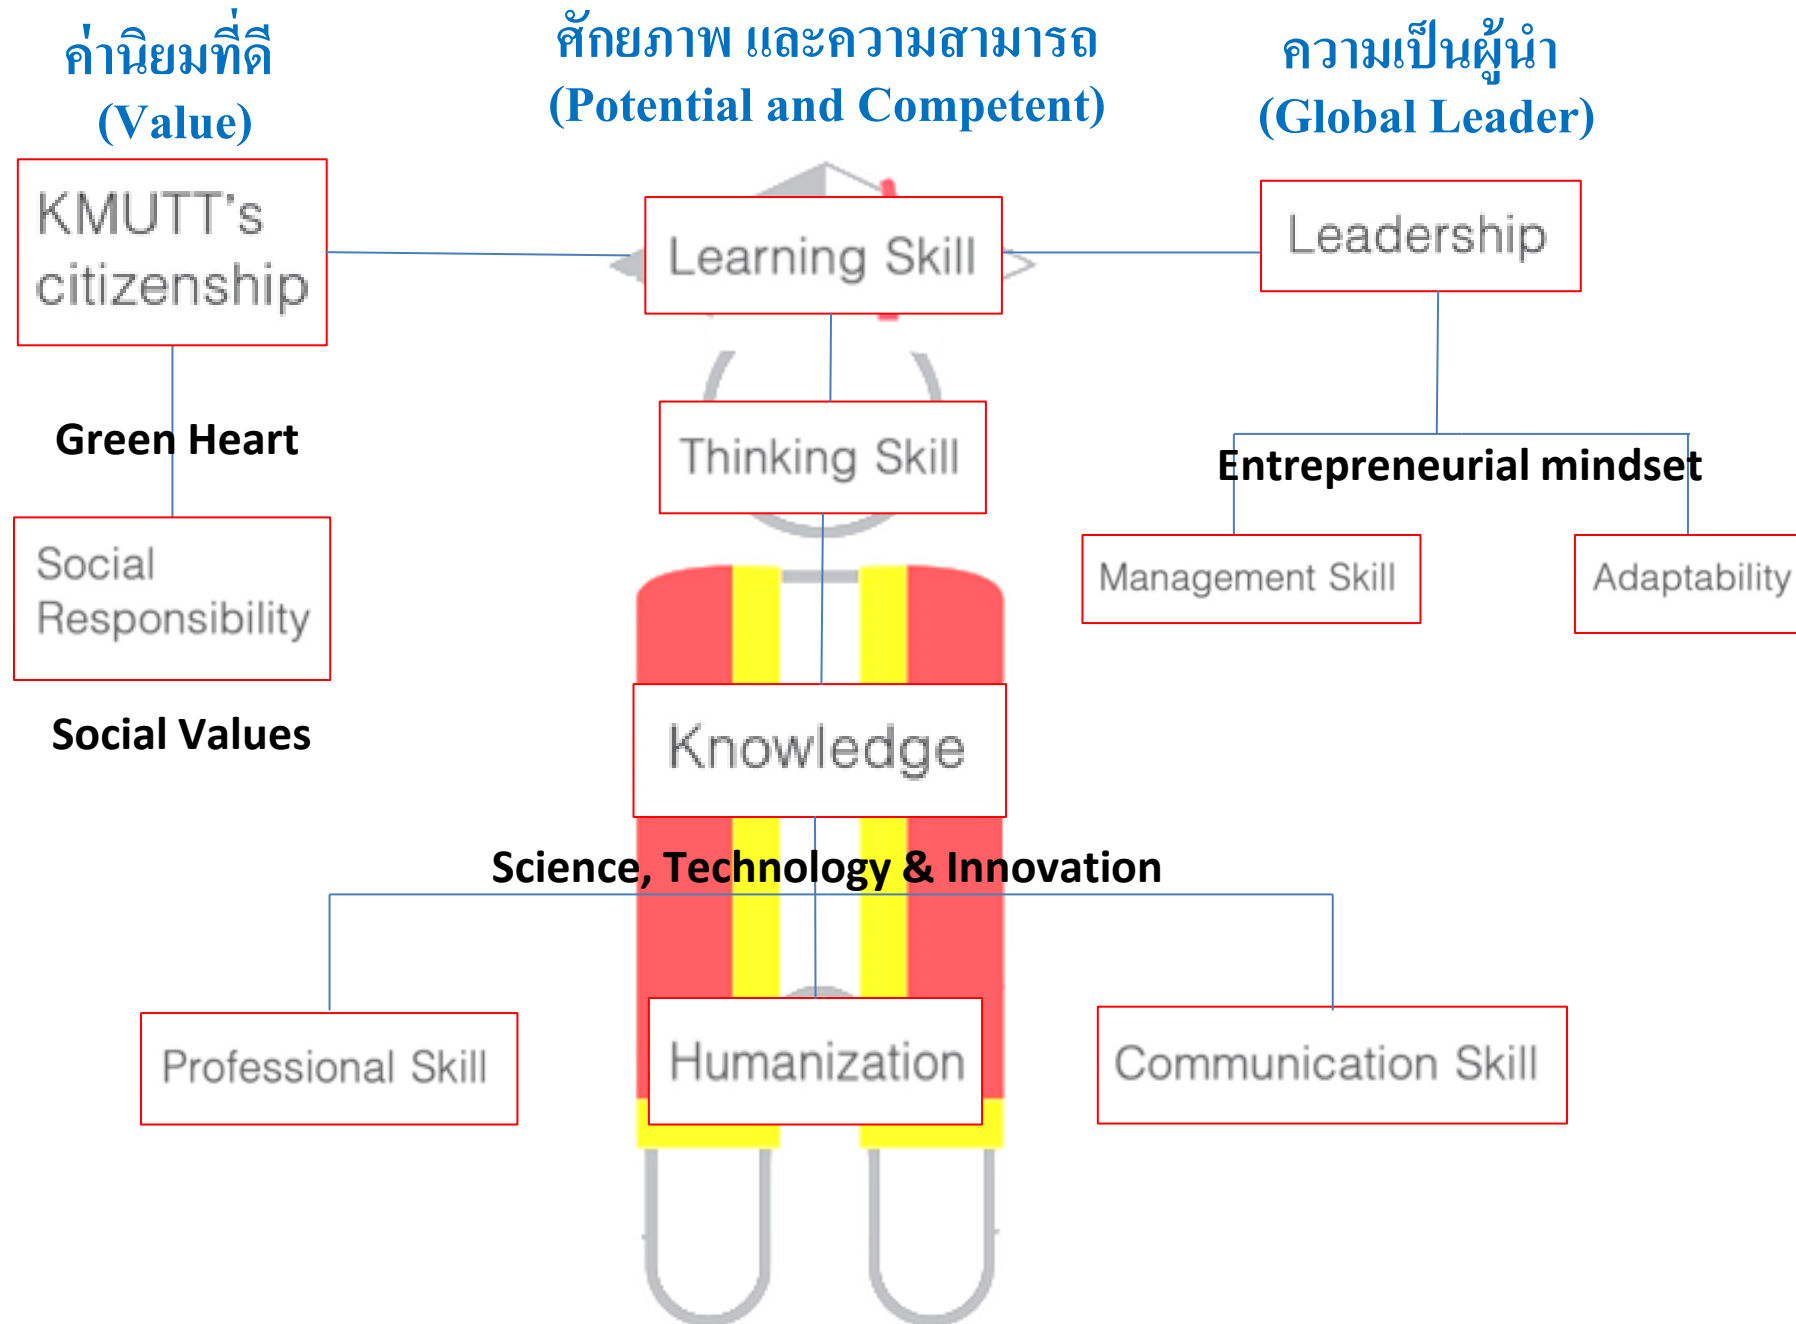 ค่านิยมที่ดี
(Value)
ศักยภาพ และความสามารถ
(Potential and Competent)
ความเป็นผู้นำ
(Global Leader)
KMUTT's
citizenship
Learning Skill
Leadership
Green Heart
Thinking Skill
Entrepreneurial mindset
Social
Responsibility
Management Skill
Adaptability
Social Values
Knowledge
Science, Technology & Innovation
Professional Skill
Humanization
Communication Skill